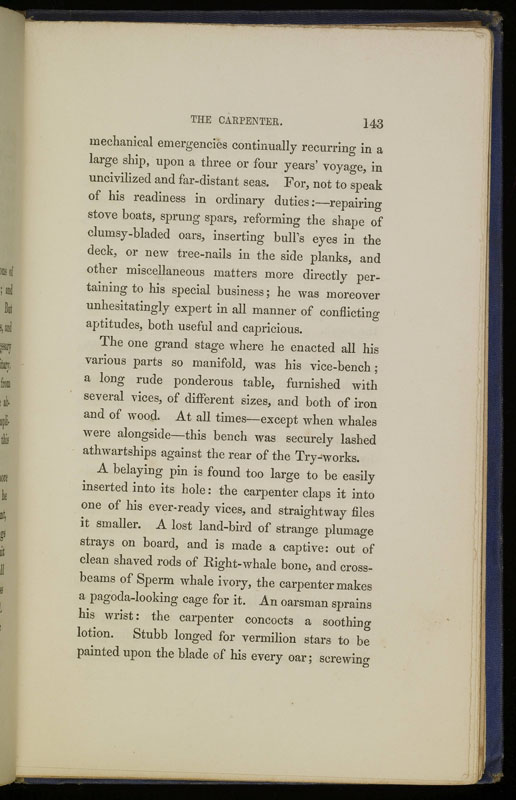 THE CARPENTER. 143
mechanical emergencies continually recurring in a
large ship, upon a three or four years' voyage, in
uncivilized and far-distant seas. For, not to speak
of his readiness in ordinary duties:—repairing
stove boats, sprung spars, reforming the shape of
clumsy-bladed oars, inserting bull's eyes in the
deck, or new tree-nails in the side planks, and
other miscellaneous matters more directly per-
taining to his special business; he was moreover
unhesitatingly expert in all manner of conflicting
aptitudes, both useful and capricious.
The one grand stage where he enacted all his
various parts so manifold, was his vice-bench;
a long rude ponderous table, furnished with
several vices, of different sizes, and both of iron
and of wood. At all times—except when whales
were alongside—this bench was securely lashed
athwartships against the rear of the Try-works.
A belaying pin is found too large to be easily
inserted into its hole: the carpenter claps it into
one of his ever-ready vices, and straightway files
it smaller. A lost land-bird of strange plumage
strays on board, and is made a captive: out of
clean shaved rods of Right-whale bone, and cross-
beams of Sperm whale ivory, the carpenter makes
a pagoda-looking cage for it. An oarsman sprains
his wrist: the carpenter concocts a soothing
lotion. Stubb longed for vermilion stars to be
painted upon the blade of his every oar; screwing